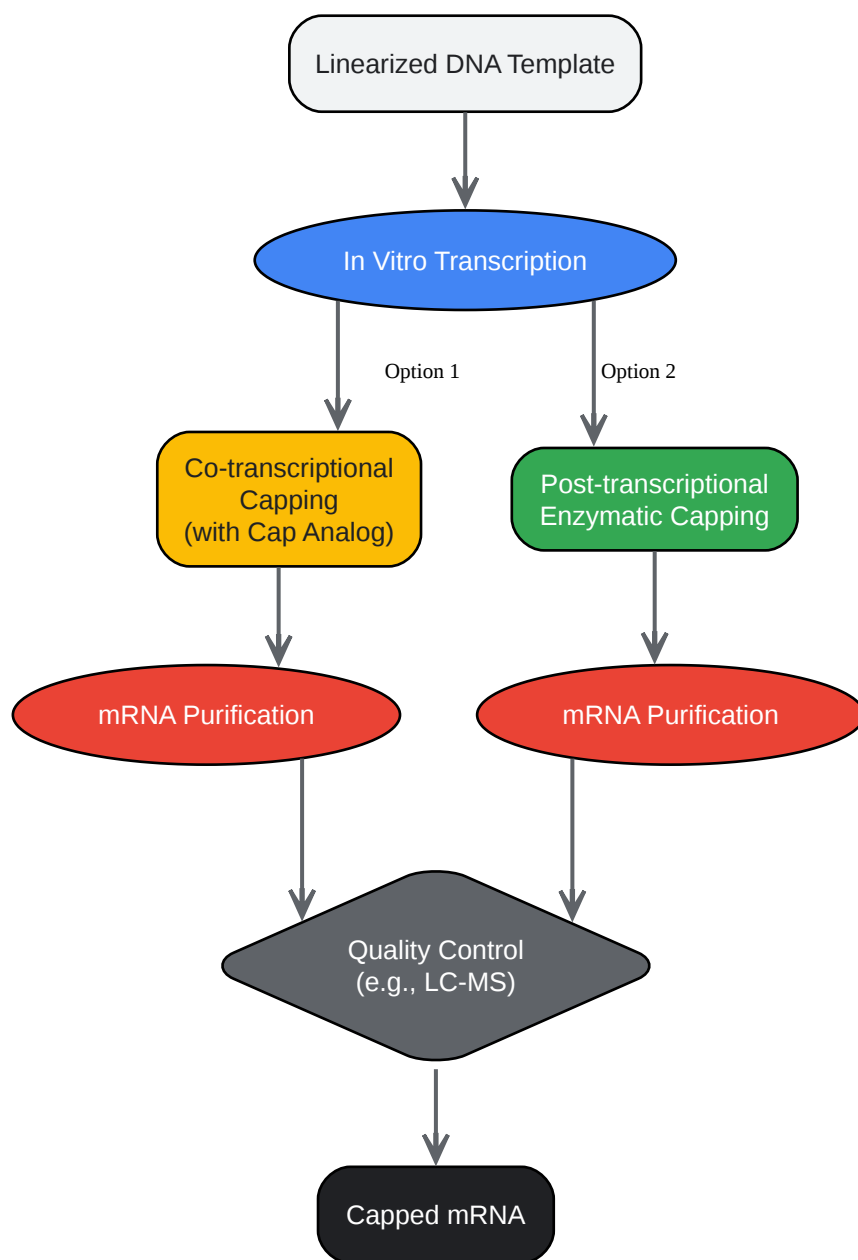 Linearized DNA Template
In Vitro Transcription
Option 1
Option 2
Co-transcriptional
Capping
(with Cap Analog)
Post-transcriptional
Enzymatic Capping
mRNA Purification
mRNA Purification
Quality Control
(e.g., LC-MS)
Capped mRNA